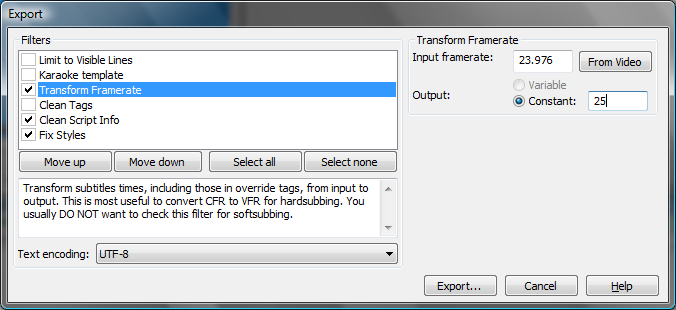 Export
Filters
Limit to Visible Lines
Karaoke template
Transform Framerate
Clean Tags
Clean Script Info
Fix Styles
Move up
Move down
Select all
Select none
Transform subtitles times, including those in override tags, from input to
output. This is most useful to convert CFR to VFR for hardsubbing. You
usually DO NOT want to check this filter for softsubbing.
Text encoding:
UTF-8
Transform Framerate
Input framerate:
23.976
From Video
Output:
Variable
Constant:
25
Export...
Cancel
Help